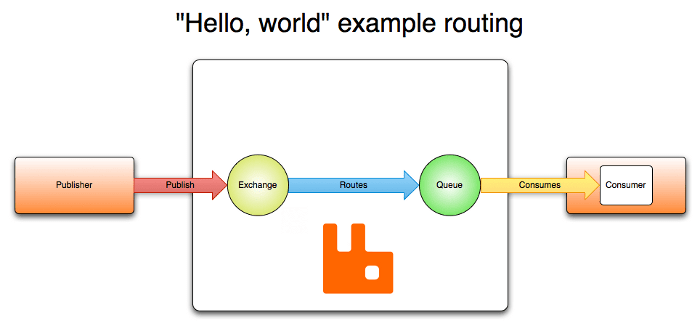 "Hello, world" example routing
Publisher
Publish
Exchange
Routes
Queue
Consumes
Consumer